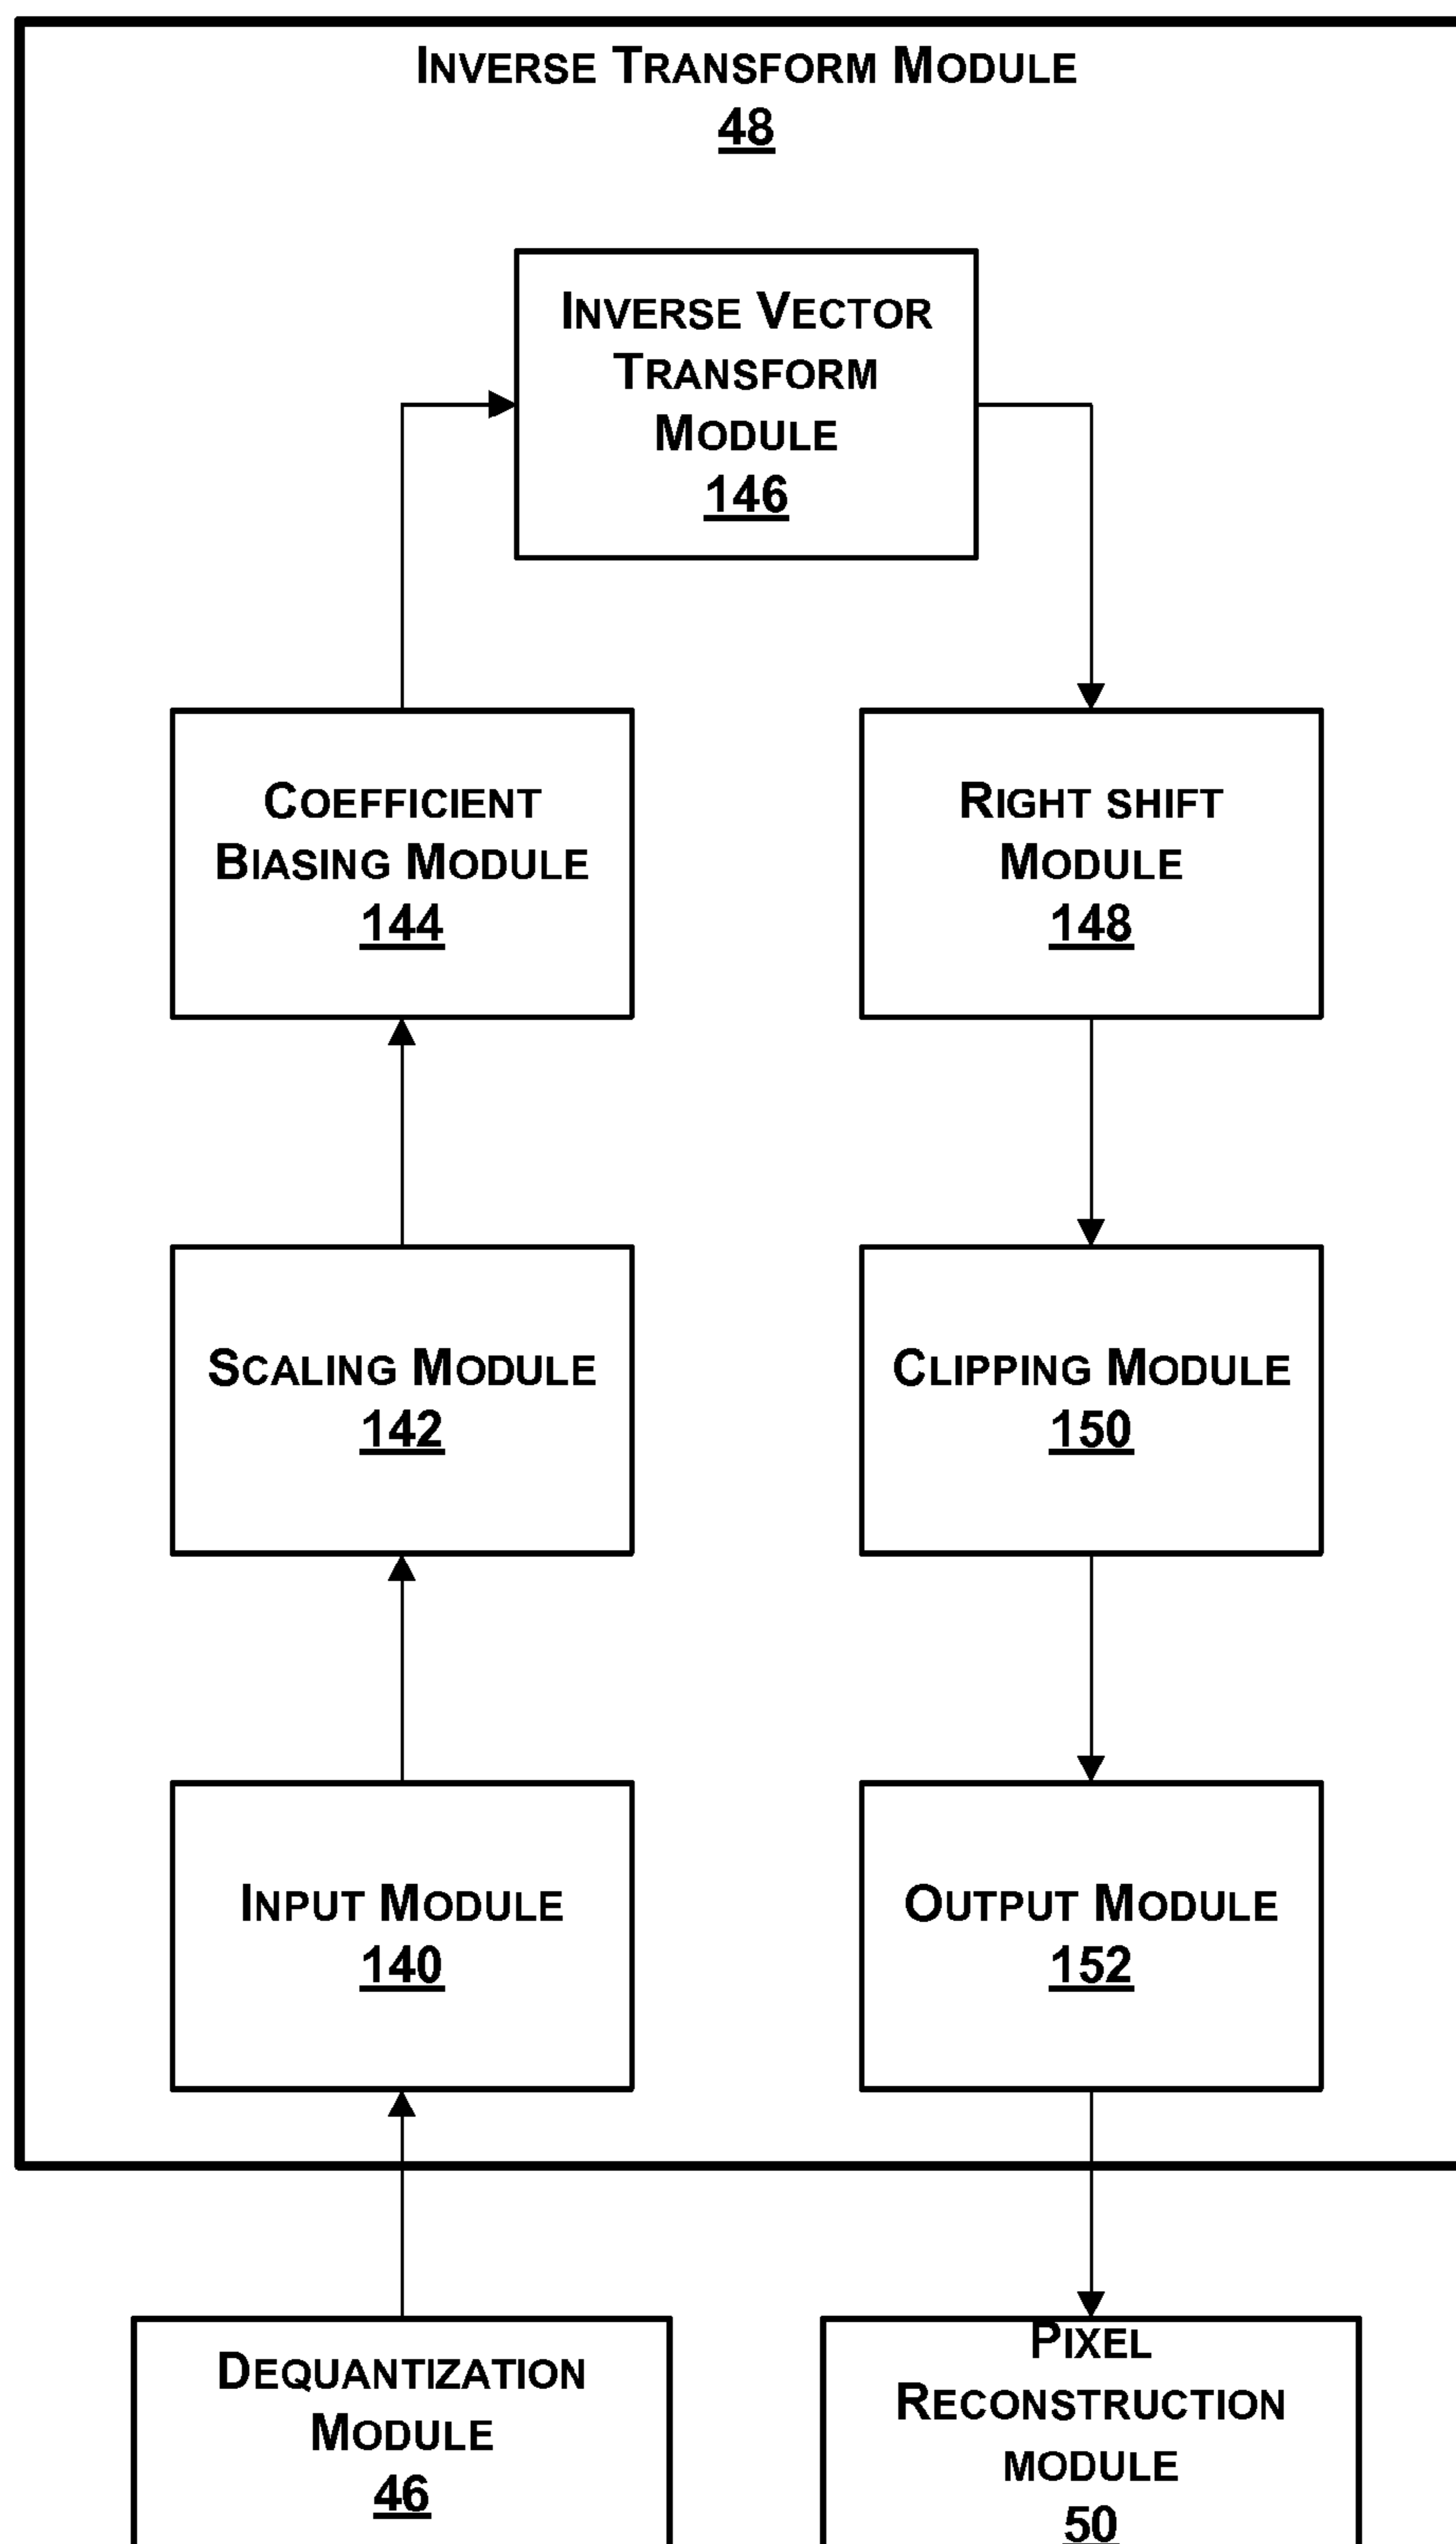 INVERSE TRANSFORM MODULE
48
INVERSE VECTOR
TRANSFORM
MODULE
146
COEFFICIENT
BIASING MODULE
144
RIGHT SHIFT
MODULE
148
SCALING MODULE
142
CLIPPING MODULE
150
INPUT MODULE
140
OUTPUT MODULE
152
DEQUANTIZATION
MODULE
46
PIXEL
RECONSTRUCTION
MODULE
50